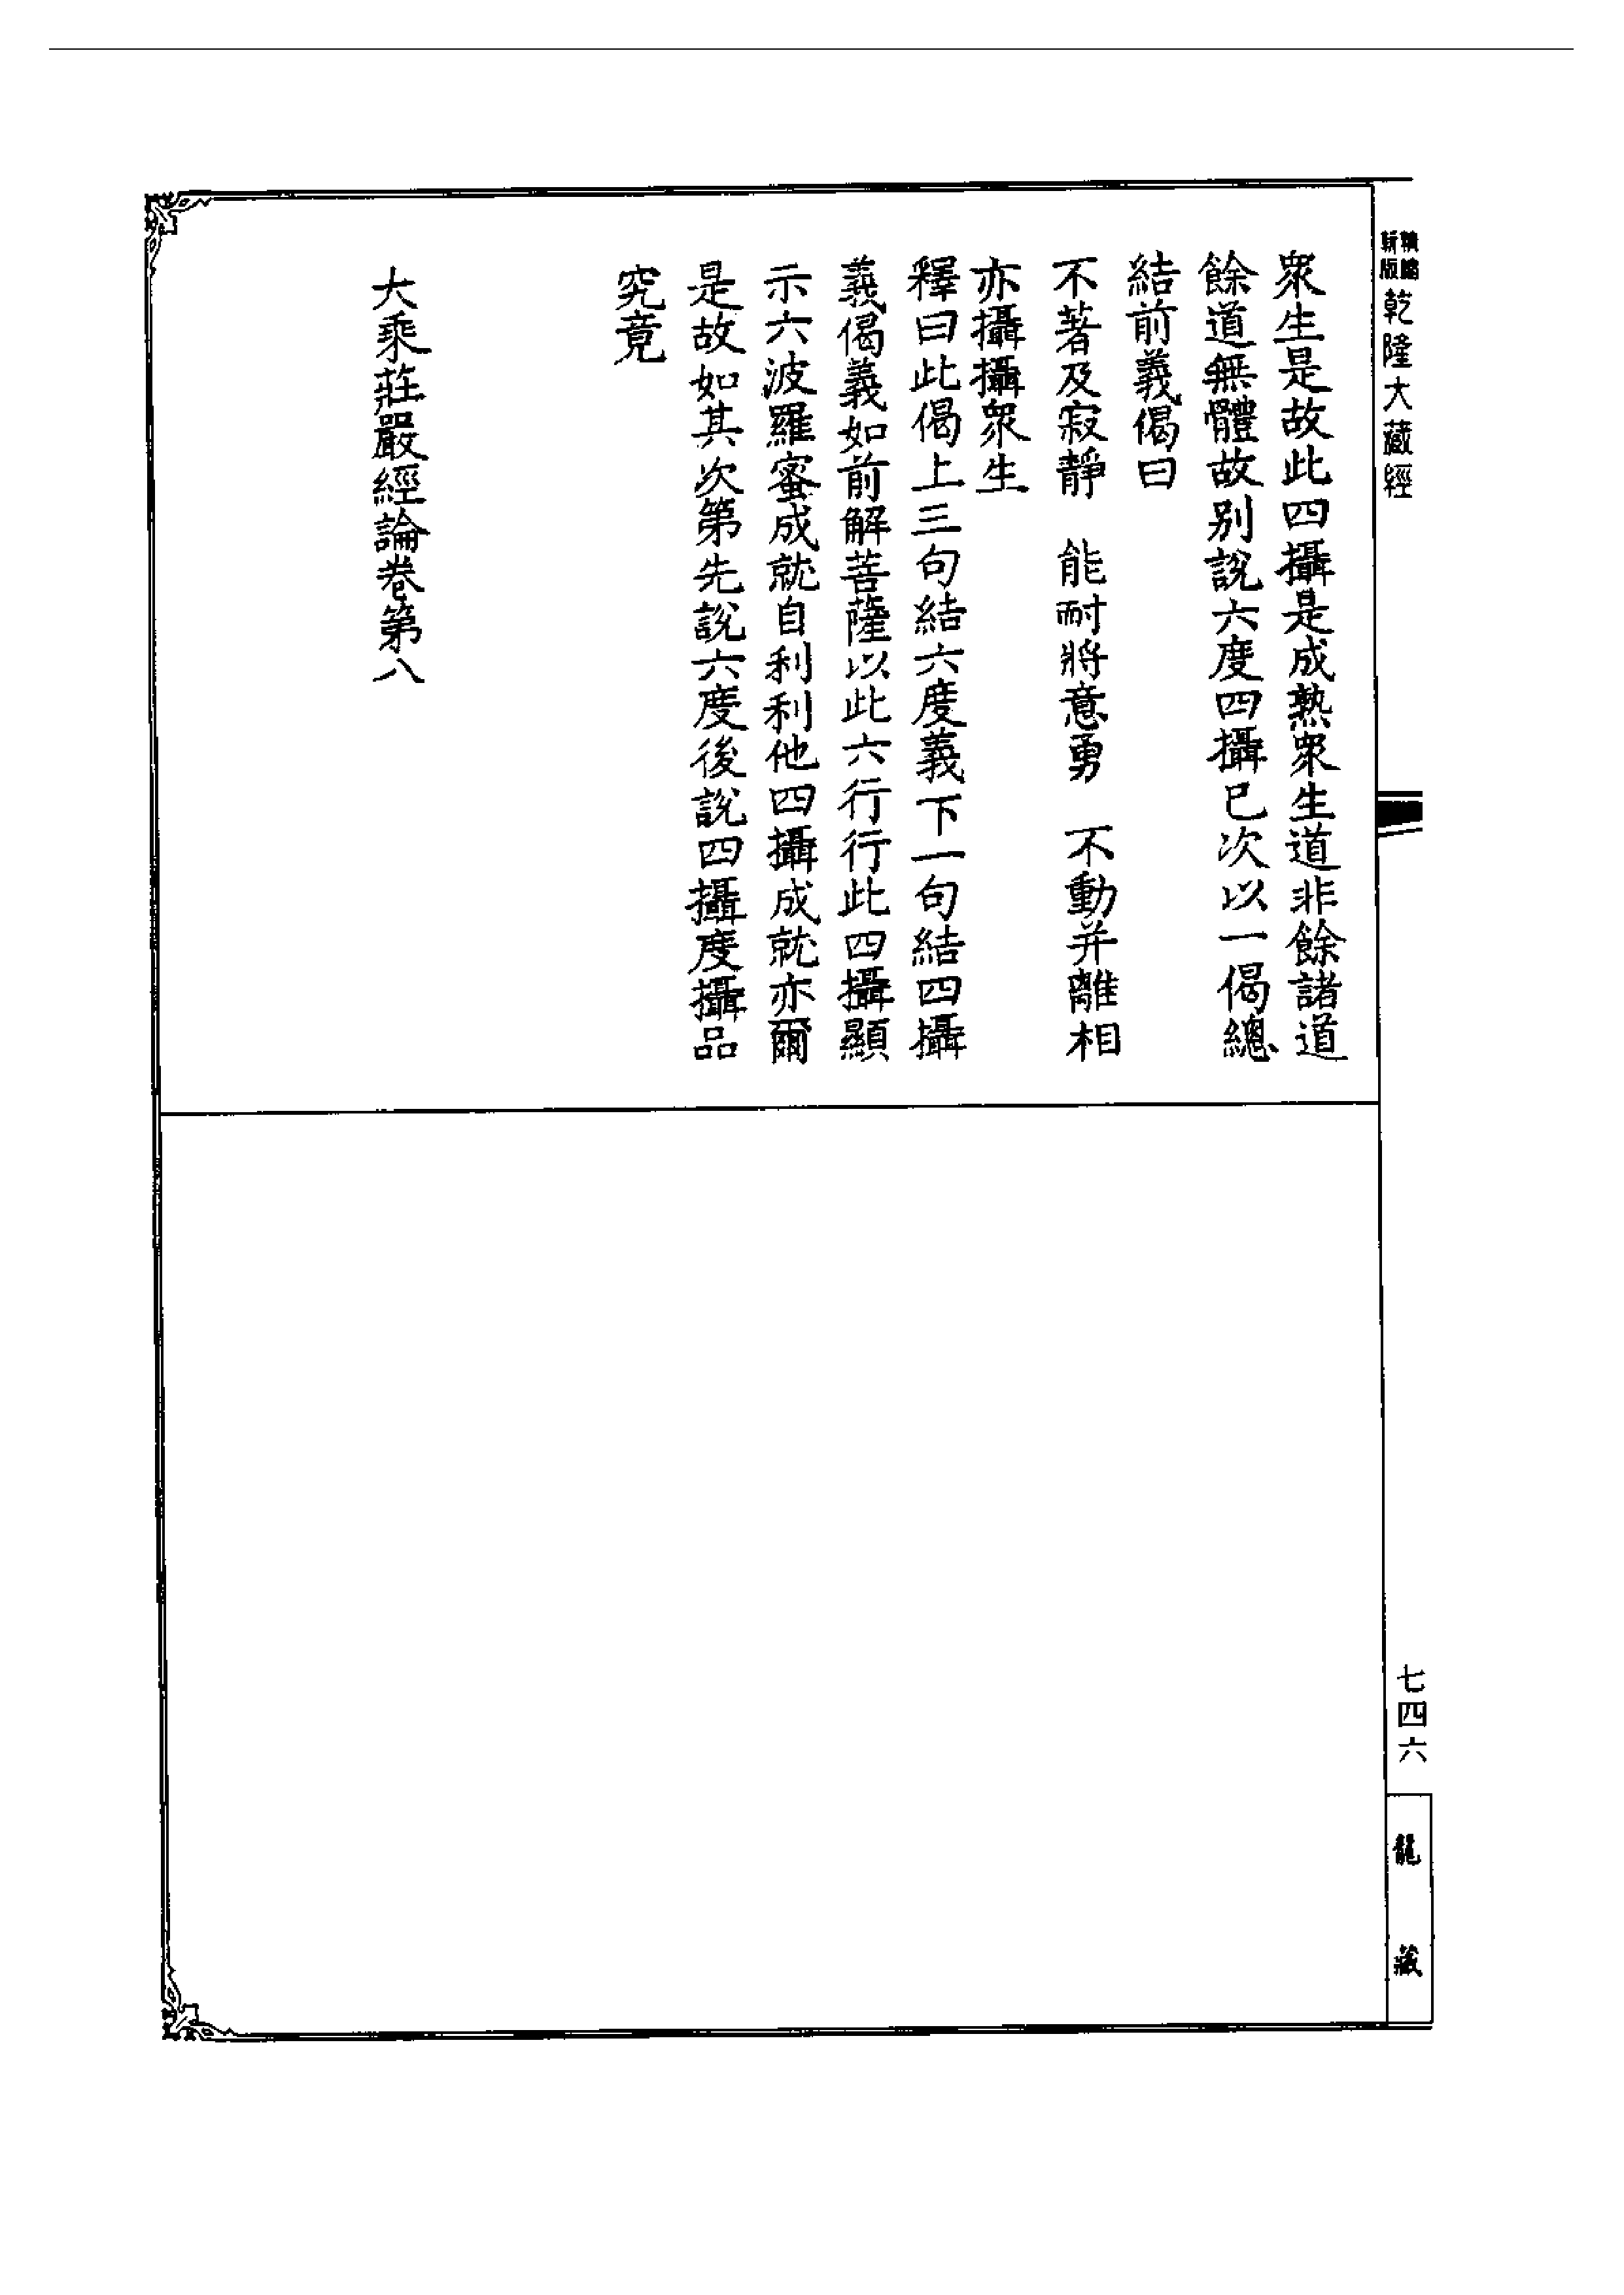 新版 乾隆大藏經
眾生是故此四攝是成熟眾生道非餘諸道
餘道無體故別說六度四攝已次以一偈總
結前義偈曰
不著及寂靜　能耐將意勇　不動并離相
亦攝攝眾生
釋曰此偈上三句結六度義下一句結四攝
義偈義如前解菩薩以此六行行此四攝顯
示六波羅蜜成就自利利他四攝成就亦爾
是故如其次第先說六度後說四攝度攝品
究竟
大乘莊嚴經論卷第八
七四六
龍藏